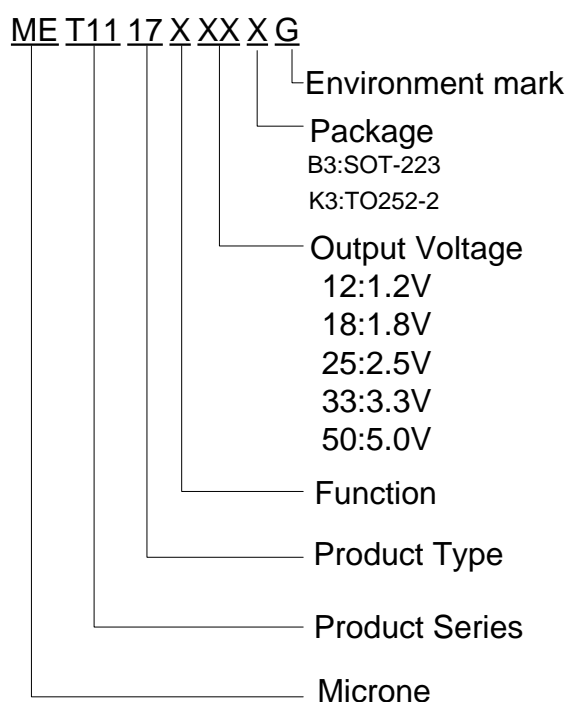 ME T11 17 X XX X G
Environment mark
Package
B3:SOT-223
K3:TO252-2
Output Voltage
12:1.2V
18:1.8V
25:2.5V
33:3.3V
50:5.0V
Function
Product Type
Product Series
Microne